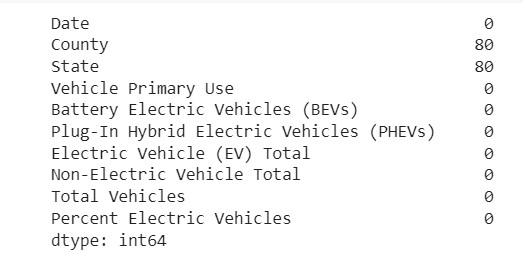 Date 0
County 80
State 80
Vehicle Primary Use 0
Battery Electric Vehicles (BEVs) 0
Plug-In Hybrid Electric Vehicles (PHEVs) 0
Electric Vehicle (EV) Total 0
Non-Electric Vehicle Total 0
Total Vehicles 0
Percent Electric Vehicles 0
dtype: int64